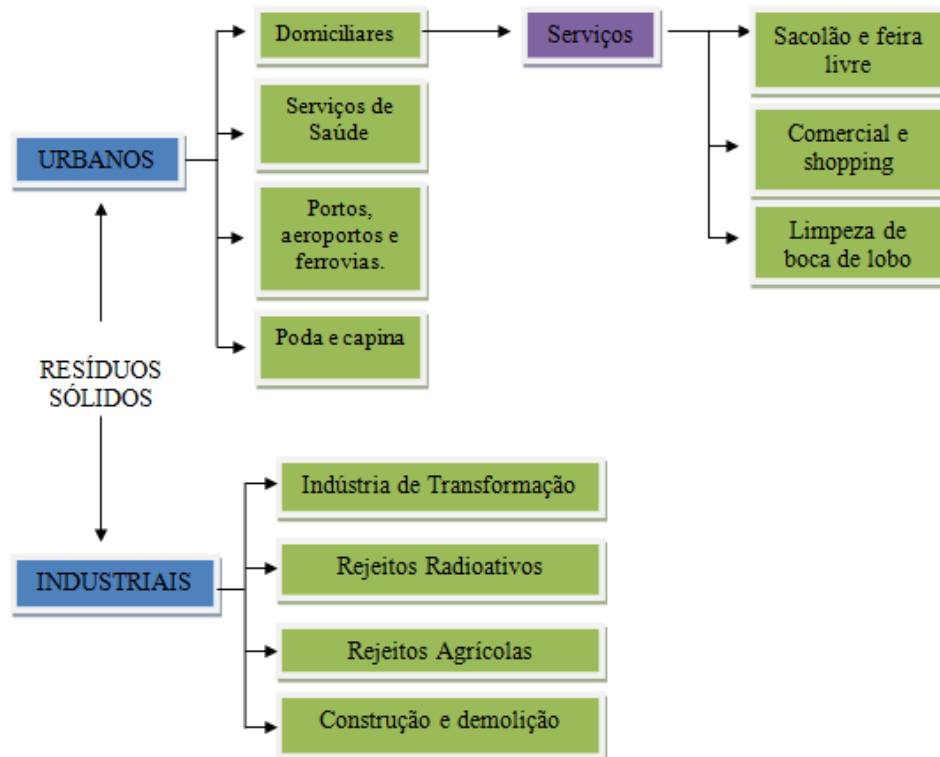 Domiciliares
Serviços
Sacolão e feira
livre
Serviços de
Saúde
Comercial e
shopping
URBANOS
Portos,
aeroportos e
ferrovias.
Limpeza de
boca de lobo
Poda e capina
RESÍDUOS
SÓLIDOS
Indústria de Transformação
INDUSTRIAIS
Rejeitos Radioativos
Rejeitos Agrícolas
Construção e demolição